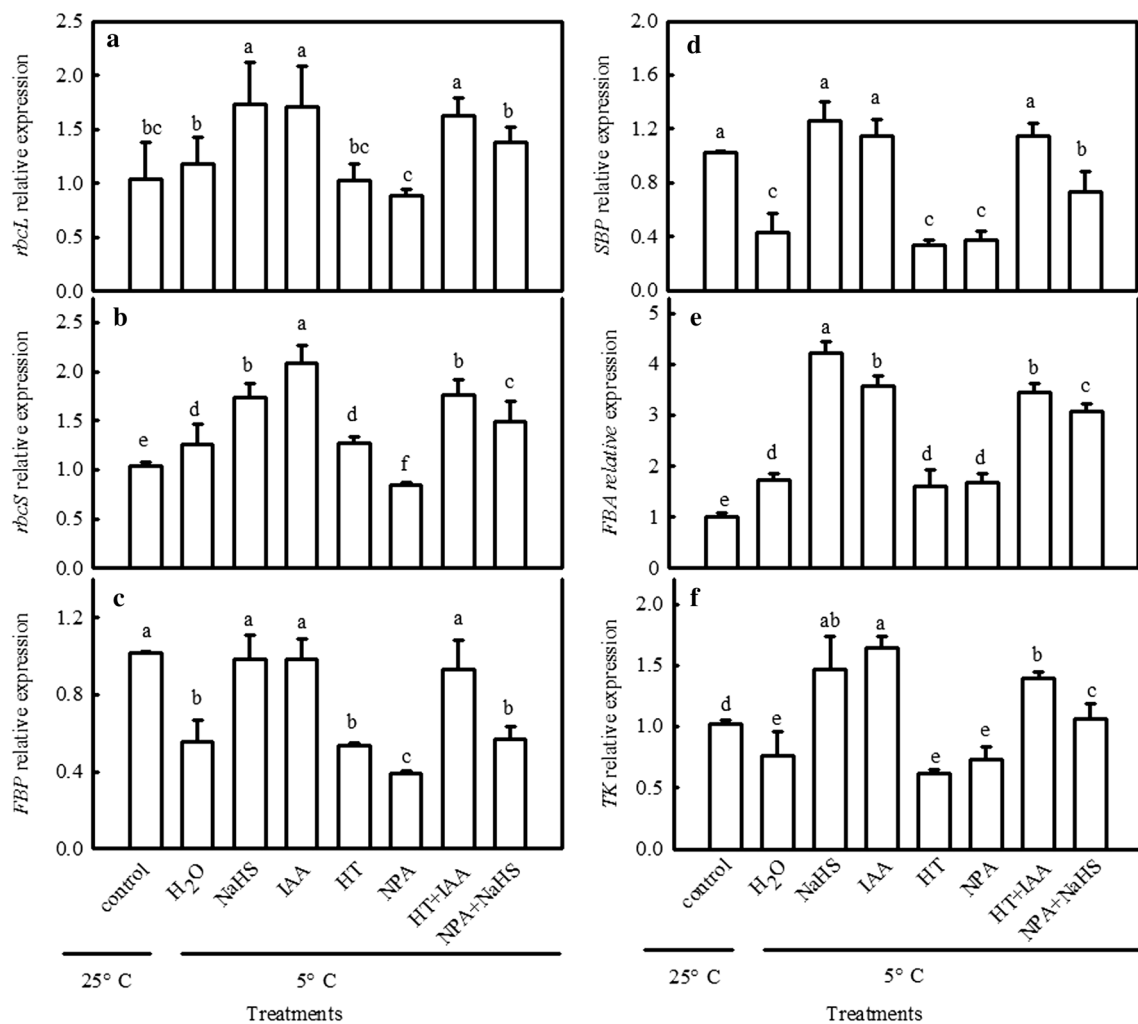 a
rbcL relative expression
2.5
2.0
1.5
1.0
0.5
0.0
bc
b
a
a
bc
c
a
b
b
rbcS relative expression
2.5
2.0
1.5
1.0
0.5
0.0
e
d
b
a
d
f
b
c
c
FBP relative expression
1.2
0.8
0.4
0.0
a
b
a
a
b
c
a
b
control
H2O
NaHS
IAA
HT
NPA
HT+IAA
NPA+NaHS
25° C
5° C
Treatments
d
SBP relative expression
2.0
1.6
1.2
0.8
0.4
0.0
a
c
a
a
c
c
a
b
e
FBA relative expression
5
4
3
2
1
0
e
d
a
b
d
d
b
c
f
TK relative expression
2.0
1.5
1.0
0.5
0.0
d
e
ab
a
e
e
b
c
control
H2O
NaHS
IAA
HT
NPA
HT+IAA
NPA+NaHS
25° C
5° C
Treatments